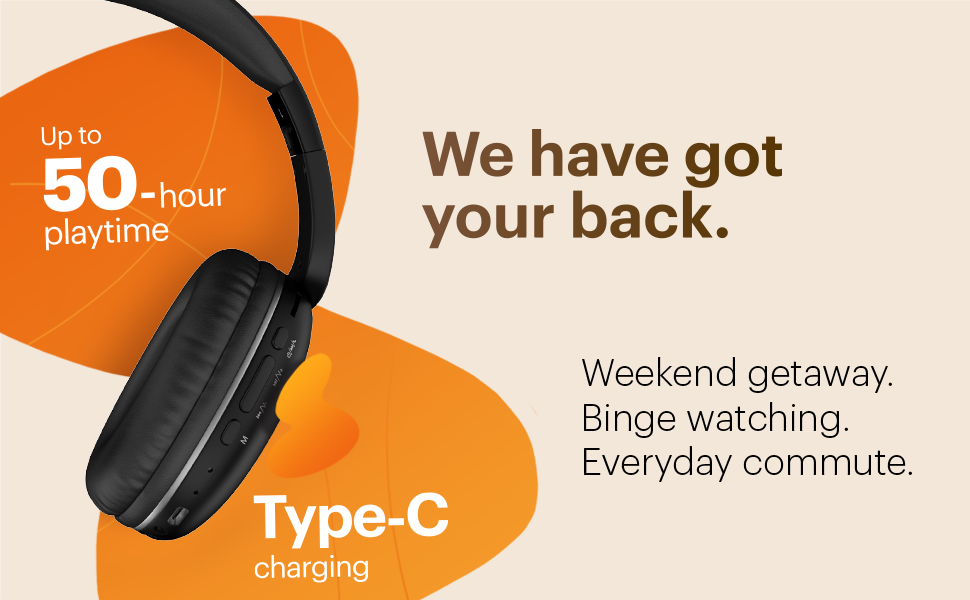 Up to
50-hour
playtime
We have got
your back.
Weekend getaway.
Binge watching.
Everyday commute.
M
Type-C
charging